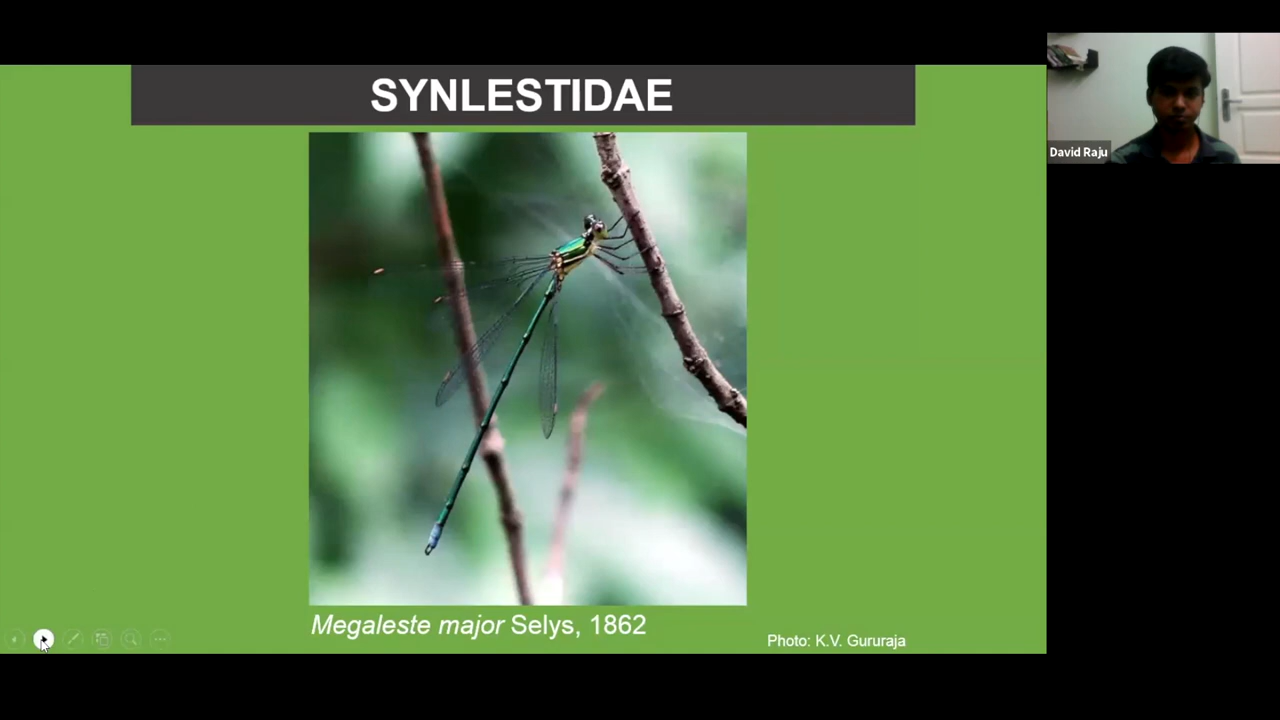 SYNLESTIDAE
David Raju
Megaleste major Selys, 1862
Photo: K.V. Gururaja